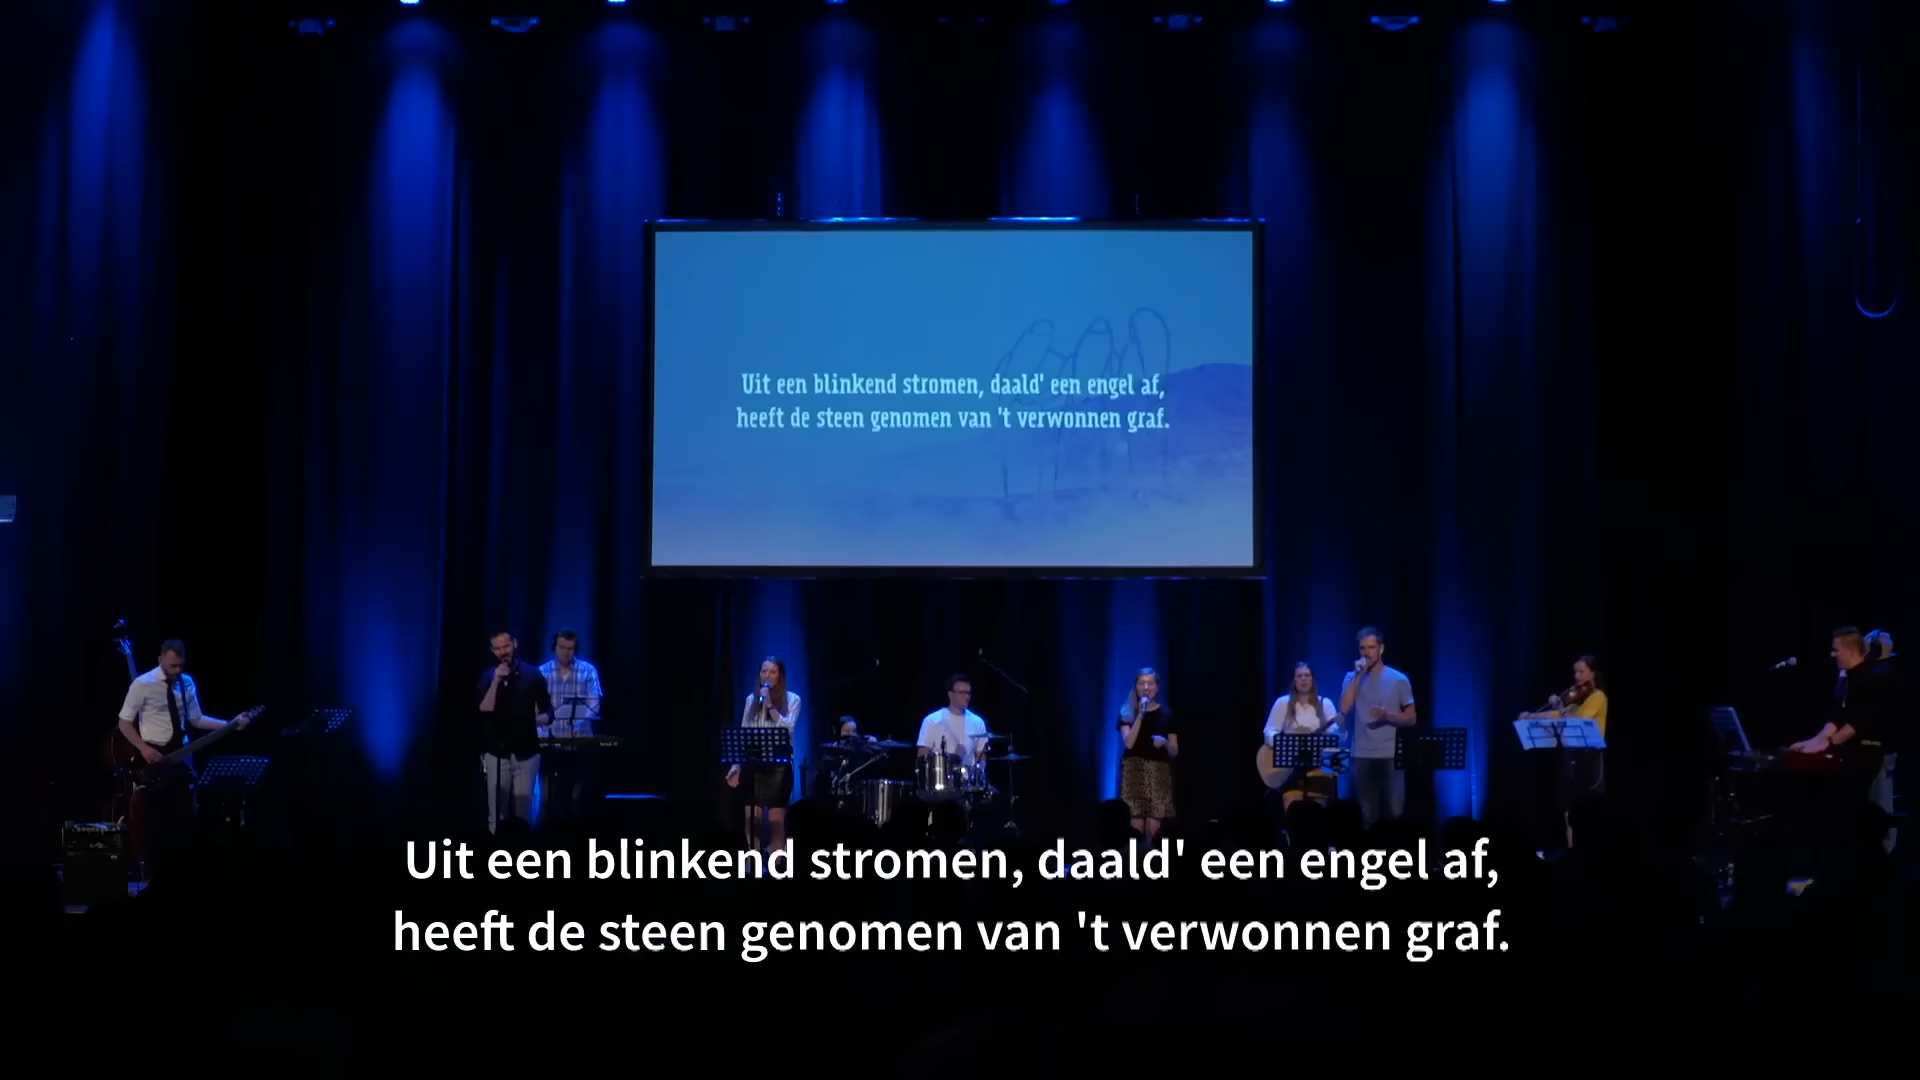 Uit een blinkend stromen, daald' een engel af,
heeft de steen genomen van 't verwonnen graf.
Uit een blinkend stromen, daald' een engel af,
heeft de steen genomen van 't verwonnen graf.